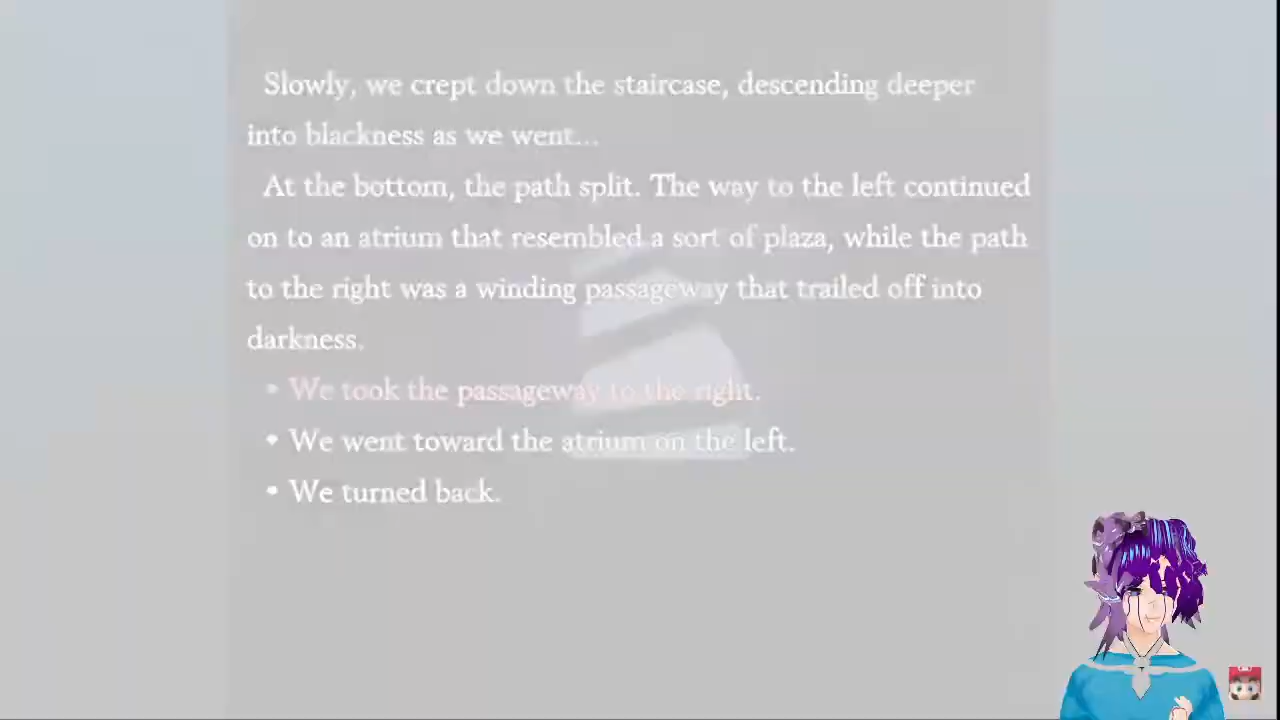 Slowly, we crept down the staircase, descending deeper
into blackness as we went...
At the bottom, the path split. The way to the left continued
on to an atrium that resembled a sort of plaza, while the path
to the right was a winding passageway that trailed off into
darkness.
• We took the passageway to the right.
• We went toward the atrium on the left.
• We turned back.